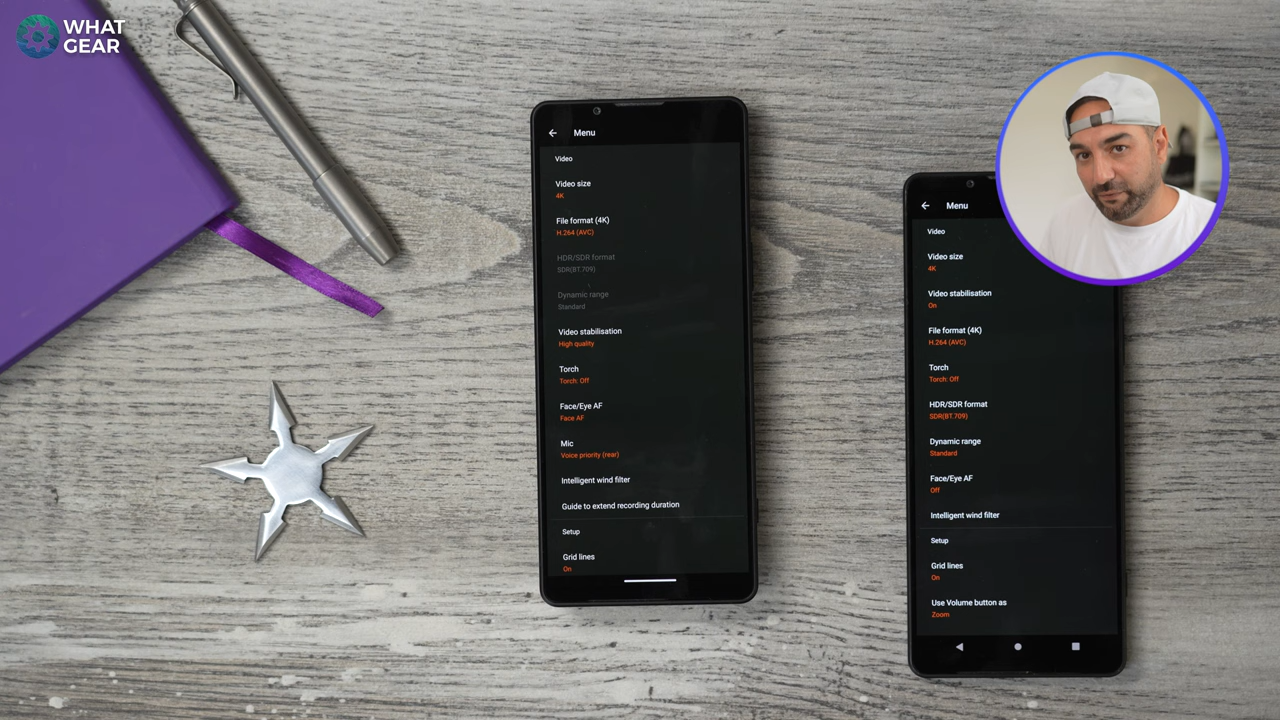 WHAT
GEAR
Menu
Video
Video size
4K
File format (4K)
H.264 (AVC)
HDR/SDR format
SDR(BT.709)
Dynamic range
Standard
Video stabilisation
High quality
Torch
Torch: Off
Face/Eye AF
Face AF
Mic
Voice priority (rear)
Intelligent wind filter
Guide to extend recording duration
Setup
Grid lines
On
Menu
Video
Video size
4K
Video stabilisation
On
File format (4K)
H.264 (AVC)
Torch
Torch: Off
HDR/SDR format
SDR(BT.709)
Dynamic range
Standard
Face/Eye AF
Off
Intelligent wind filter
Setup
Grid lines
On
Use Volume button as
Zoom